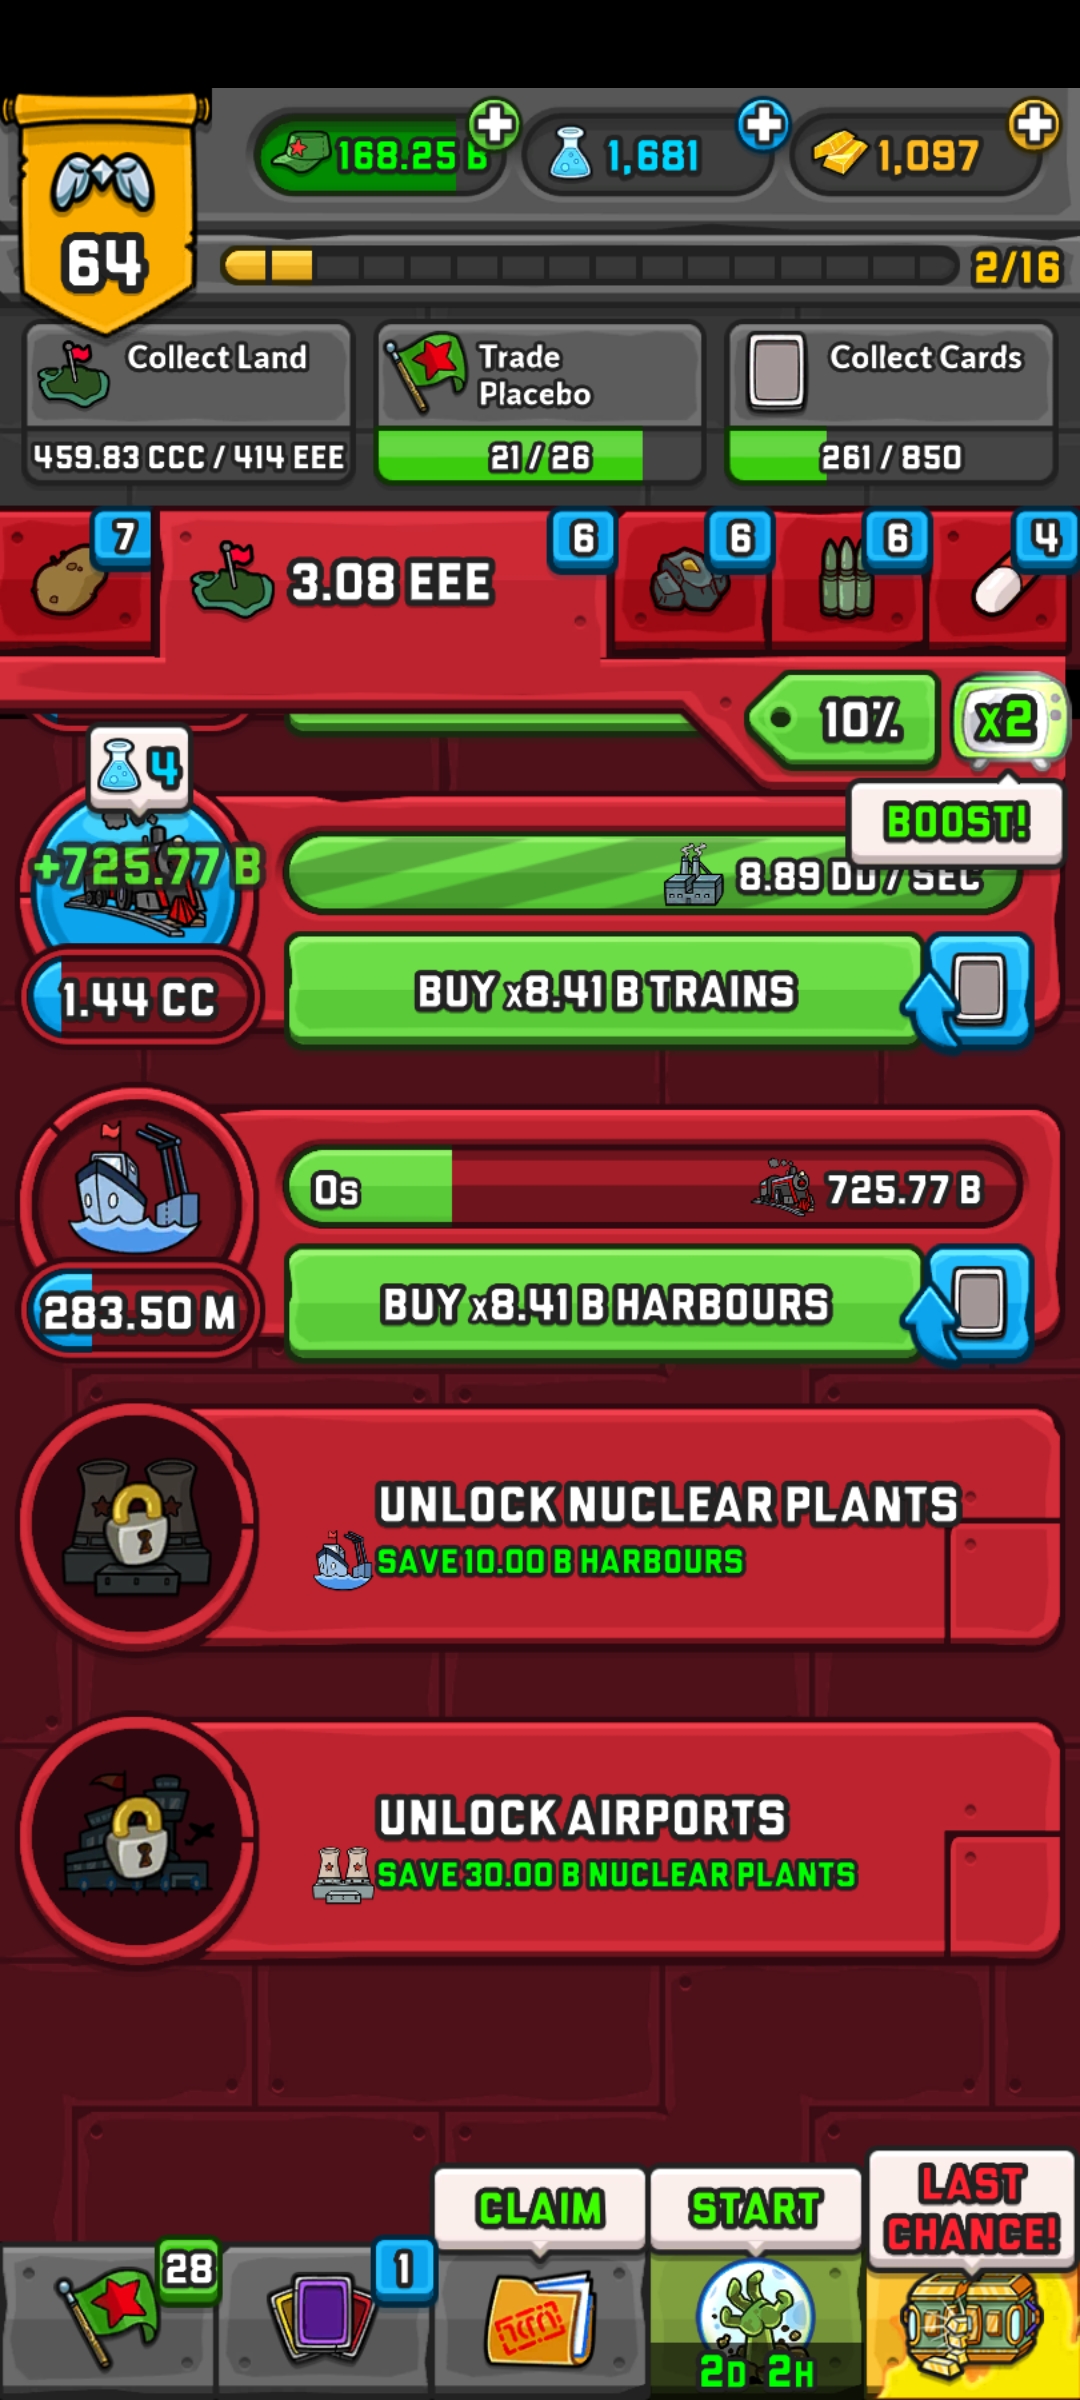 168.25 B
1,681
1,097
64
2/16
Collect Land
459.83 CCC / 414 EEE
Trade
Placebo
21 / 26
Collect Cards
261 / 850
7
3.08 EEE
6
6
6
4
10%
x2
BOOST!
4
+725.77 B
8.89 DD / SEC
1.44 CC
BUY x8.41 B TRAINS
0s
725.77 B
283.50 M
BUY x8.41 B HARBOURS
UNLOCK NUCLEAR PLANTS
SAVE 10.00 B HARBOURS
UNLOCK AIRPORTS
SAVE 30.00 B NUCLEAR PLANTS
CLAIM
START
LAST
CHANCE!
28
1
2D 2H